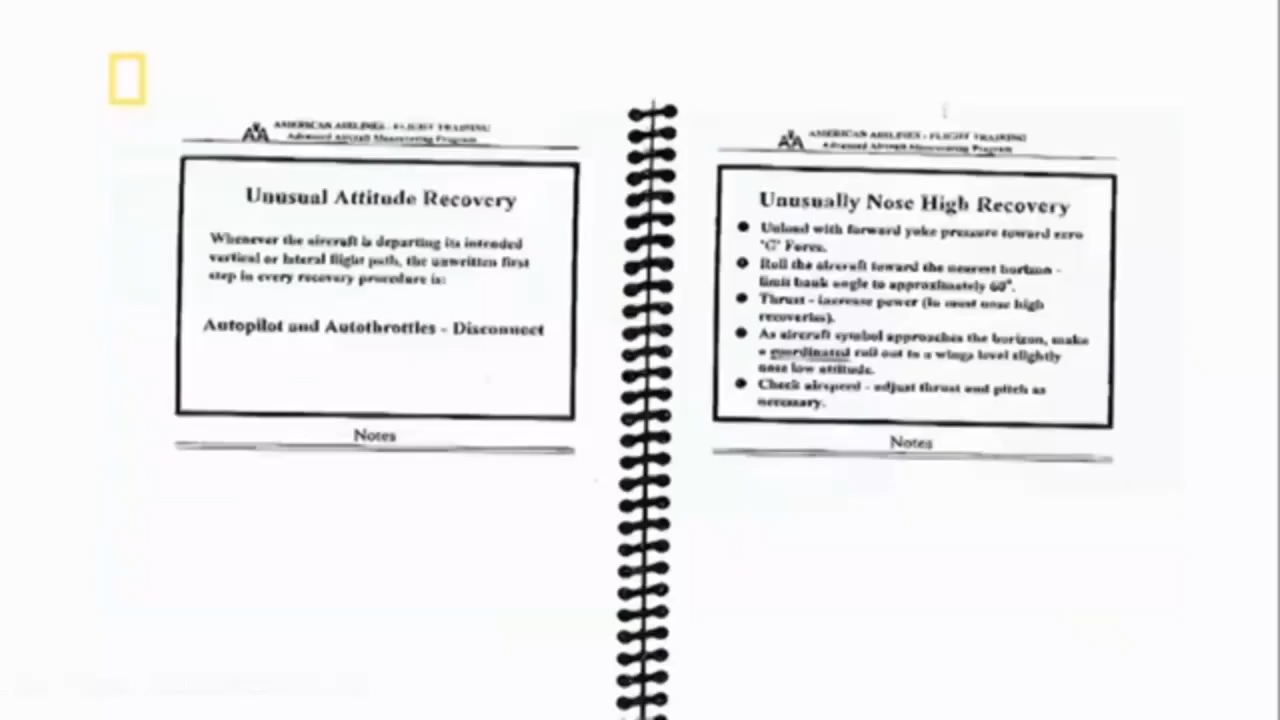 AMERICAN AIRLINES - FLIGHT TRAINING
Advanced Aircraft Maneuvering Program
Unusual Attitude Recovery
Whenever the aircraft is departing its intended
vertical or lateral flight path, the unwritten first
step in every recovery procedure is:
Autopilot and Autothrottles - Disconnect
Notes
AMERICAN AIRLINES - FLIGHT TRAINING
Advanced Aircraft Maneuvering Program
Unusually Nose High Recovery
● Unload with forward yoke pressure toward zero
'G' Force.
● Roll the aircraft toward the nearest horizon -
limit bank angle to approximately 60°.
● Thrust - increase power (in most nose high
recoveries).
● As aircraft symbol approaches the horizon, make
a coordinated roll out to a wings level slightly
nose low attitude.
● Check airspeed - adjust thrust and pitch as
necessary.
Notes